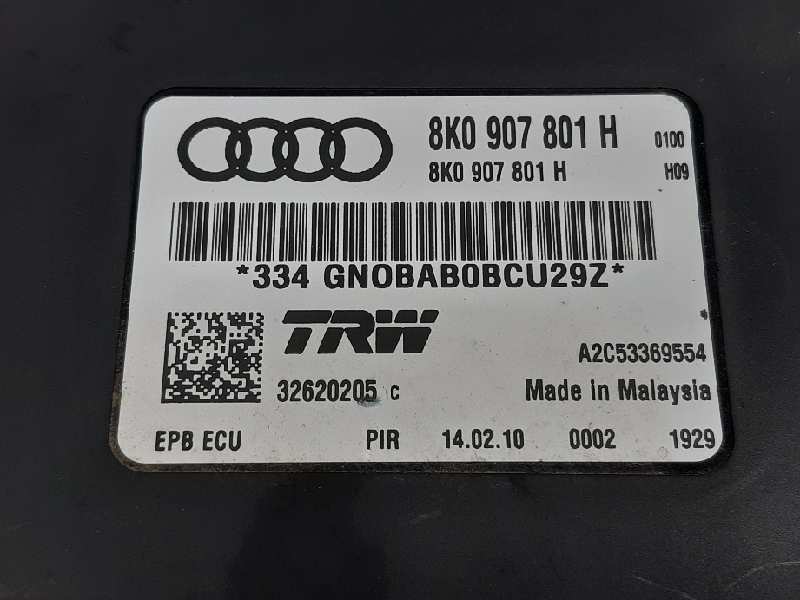 8K0 907 801 H 0100
8K0 907 801 H H09
*334 GN0BAB0BCU29Z*
TRW
A2C53369554
32620205 c Made in Malaysia
EPB ECU PIR 14.02.10 0002 1929